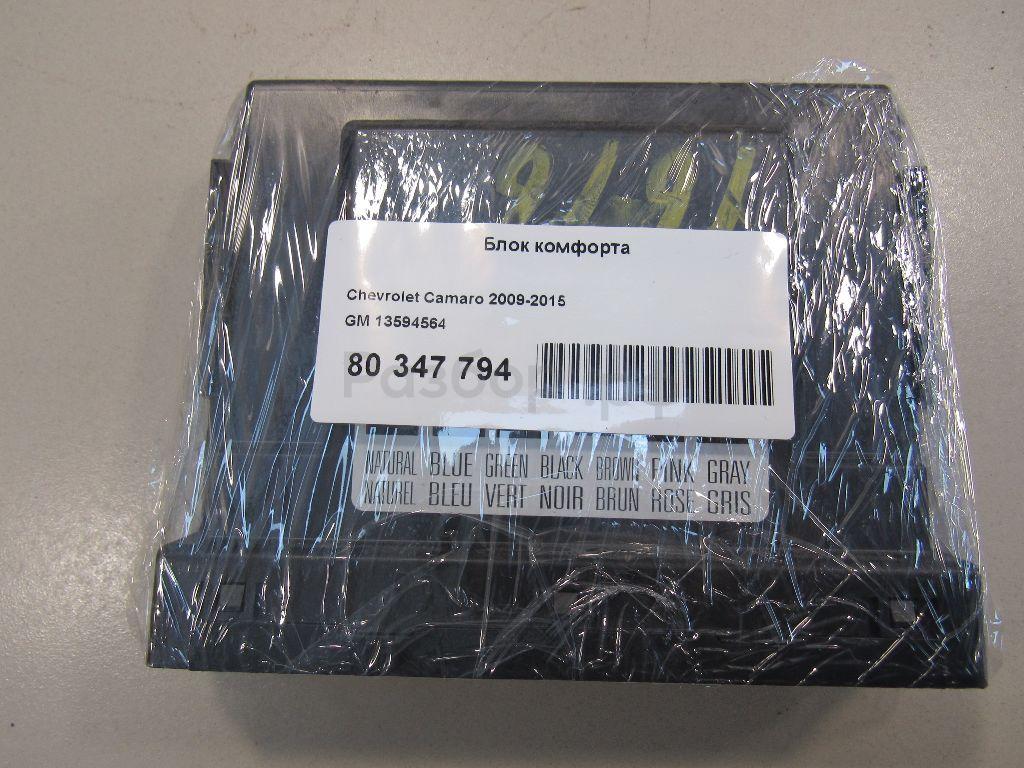 Блок комфорта
Chevrolet Camaro 2009-2015
GM 13594564
80 347 794
NATURAL BLUE GREEN BLACK BROWN PINK GRAY
NATUREL BLEU VERT NOIR BRUN ROSE GRIS